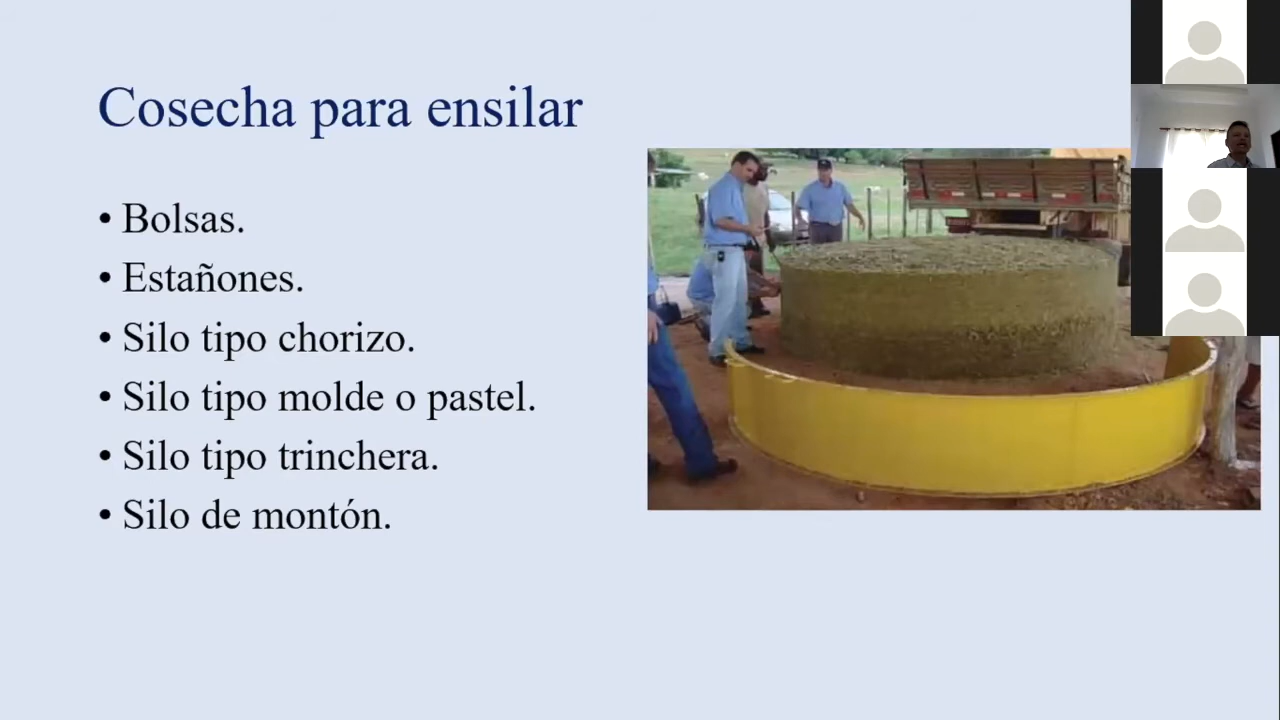 Cosecha para ensilar
• Bolsas.
• Estañones.
• Silo tipo chorizo.
• Silo tipo molde o pastel.
• Silo tipo trinchera.
• Silo de montón.